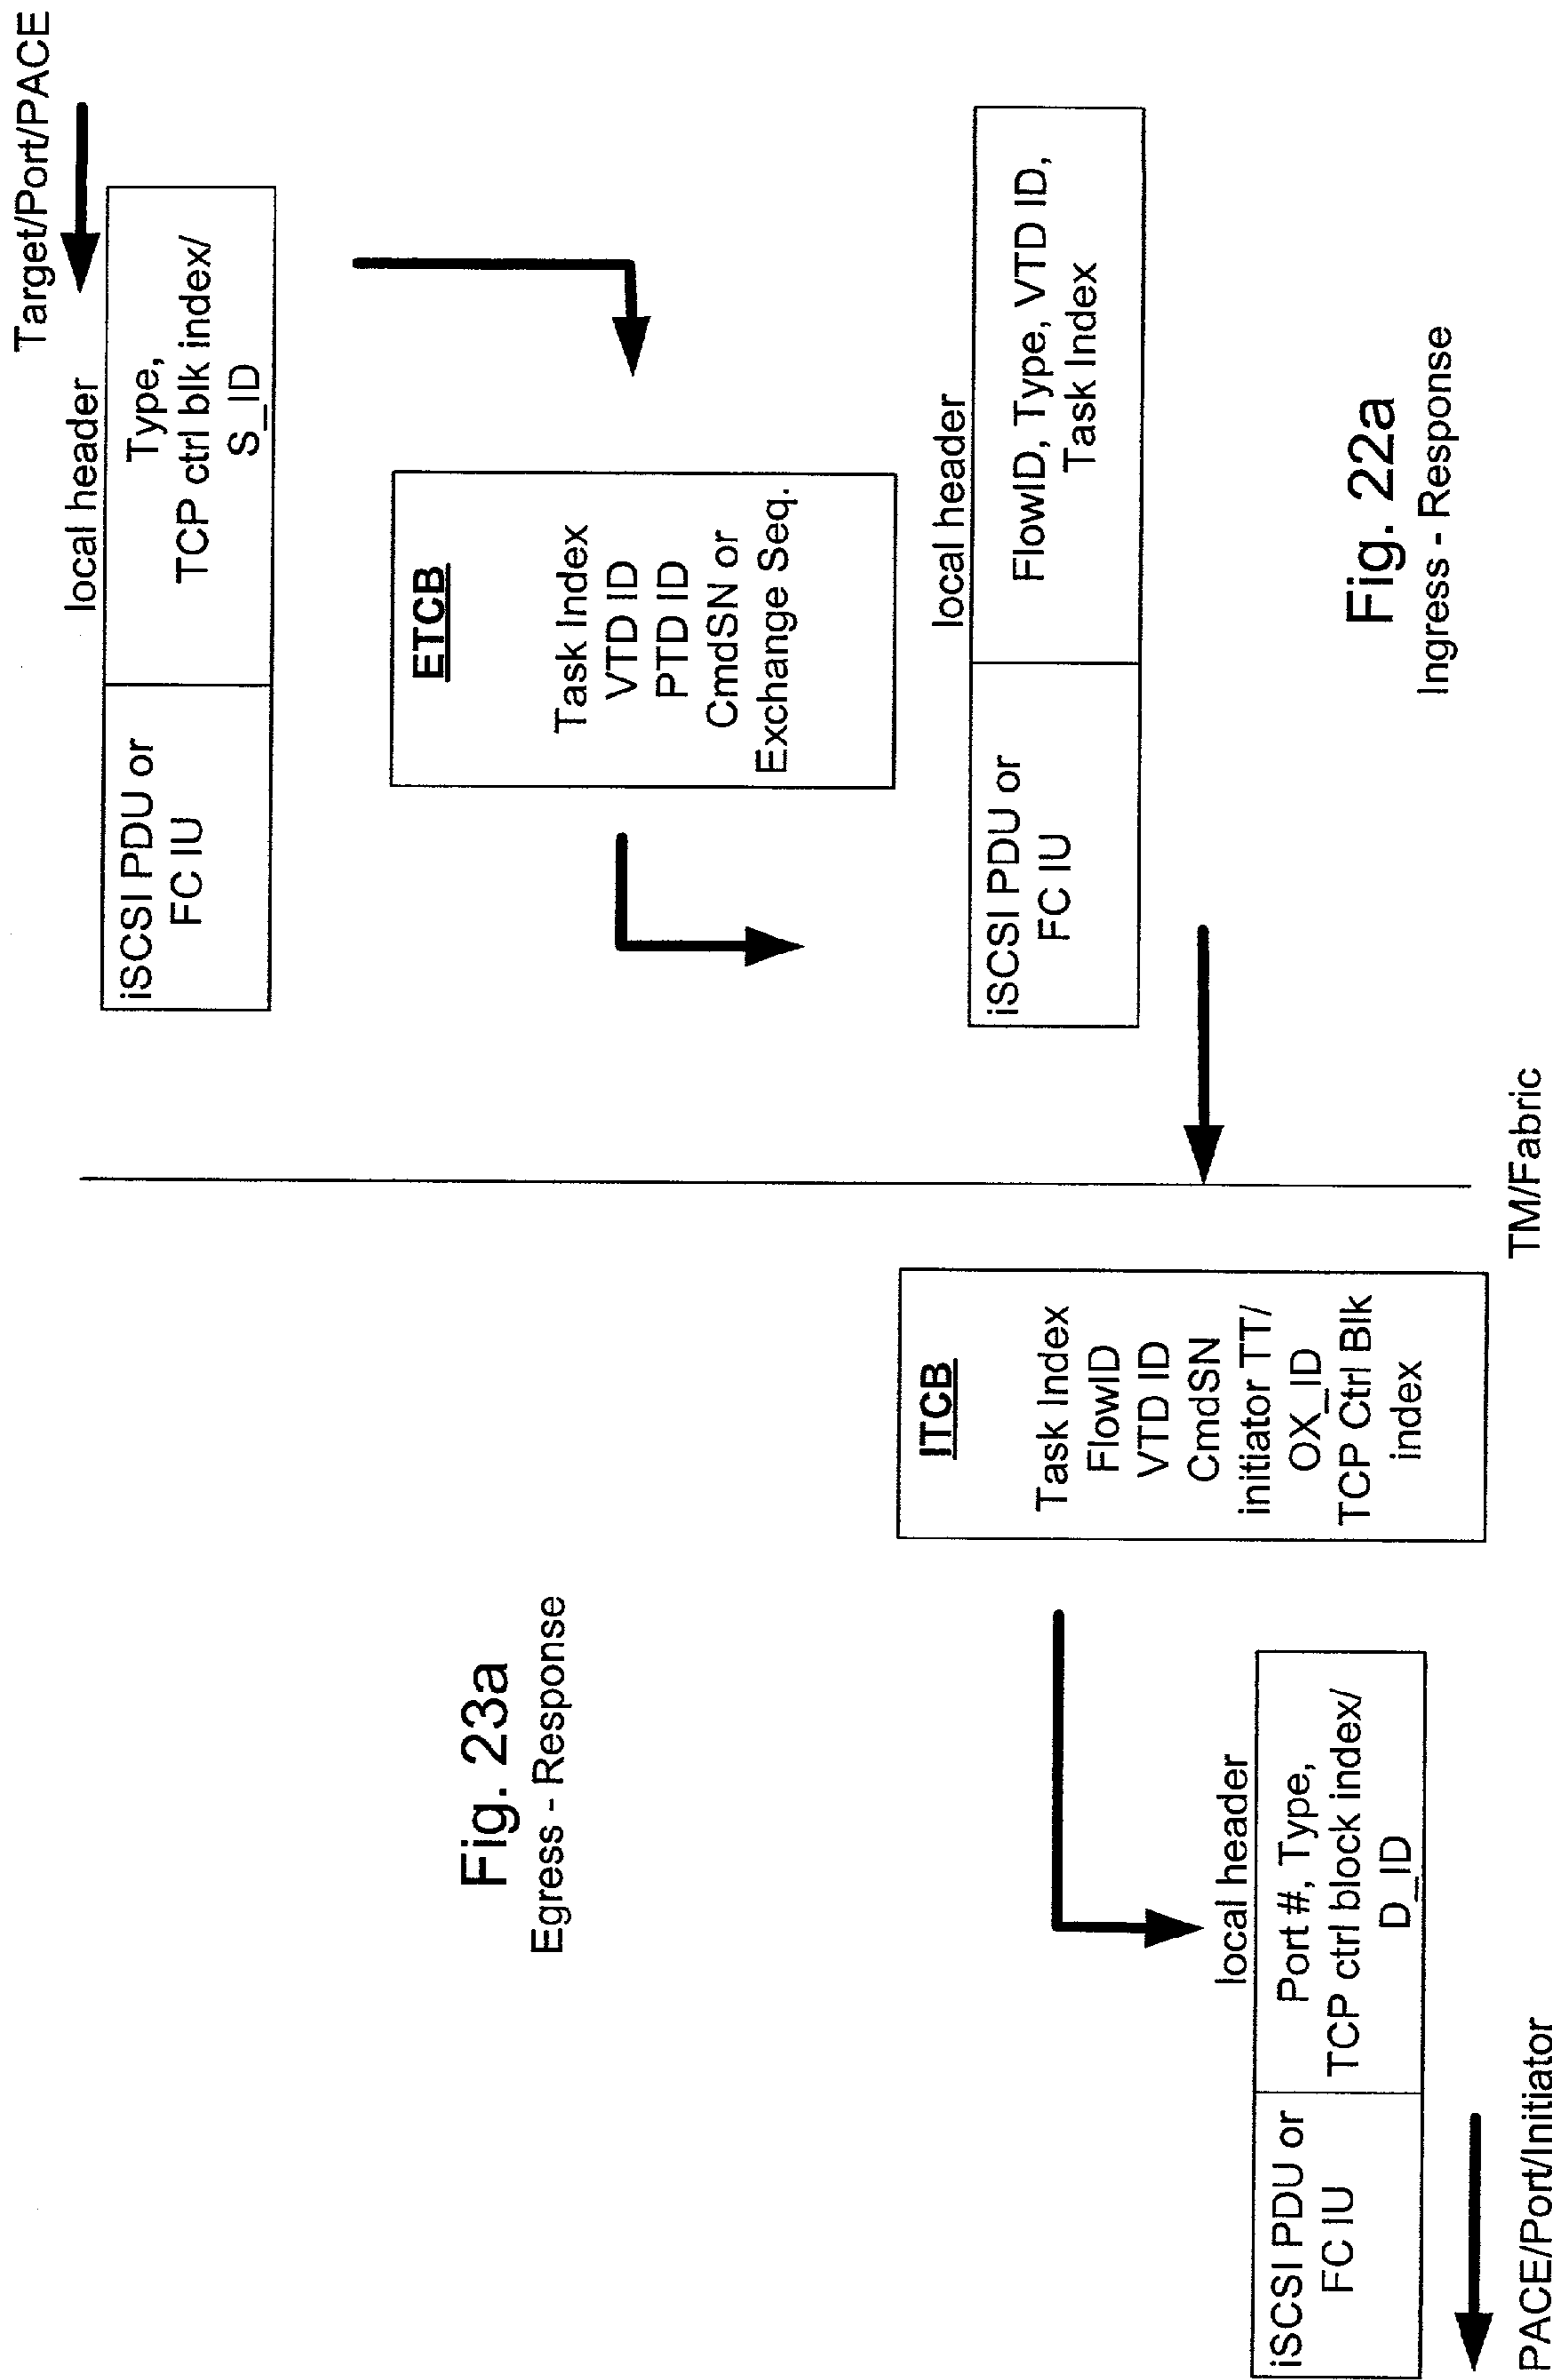 Target/Port/PACE
local header
iSCSI PDU or
FC IU
Type,
TCP ctrl blk index/
S_ID
ETCB
Task Index
VTD ID
PTD ID
CmdSN or
Exchange Seq.
local header
iSCSI PDU or
FC IU
FlowID, Type, VTD ID,
Task Index
Fig. 22a
Ingress - Response
TM/Fabric
Fig. 23a
Egress - Response
ITCB
Task Index
FlowID
VTD ID
CmdSN
initiator TT/
OX_ID
TCP Ctrl Blk
index
local header
iSCSI PDU or
FC IU
Port #, Type,
TCP ctrl block index/
D_ID
PACE/Port/Initiator